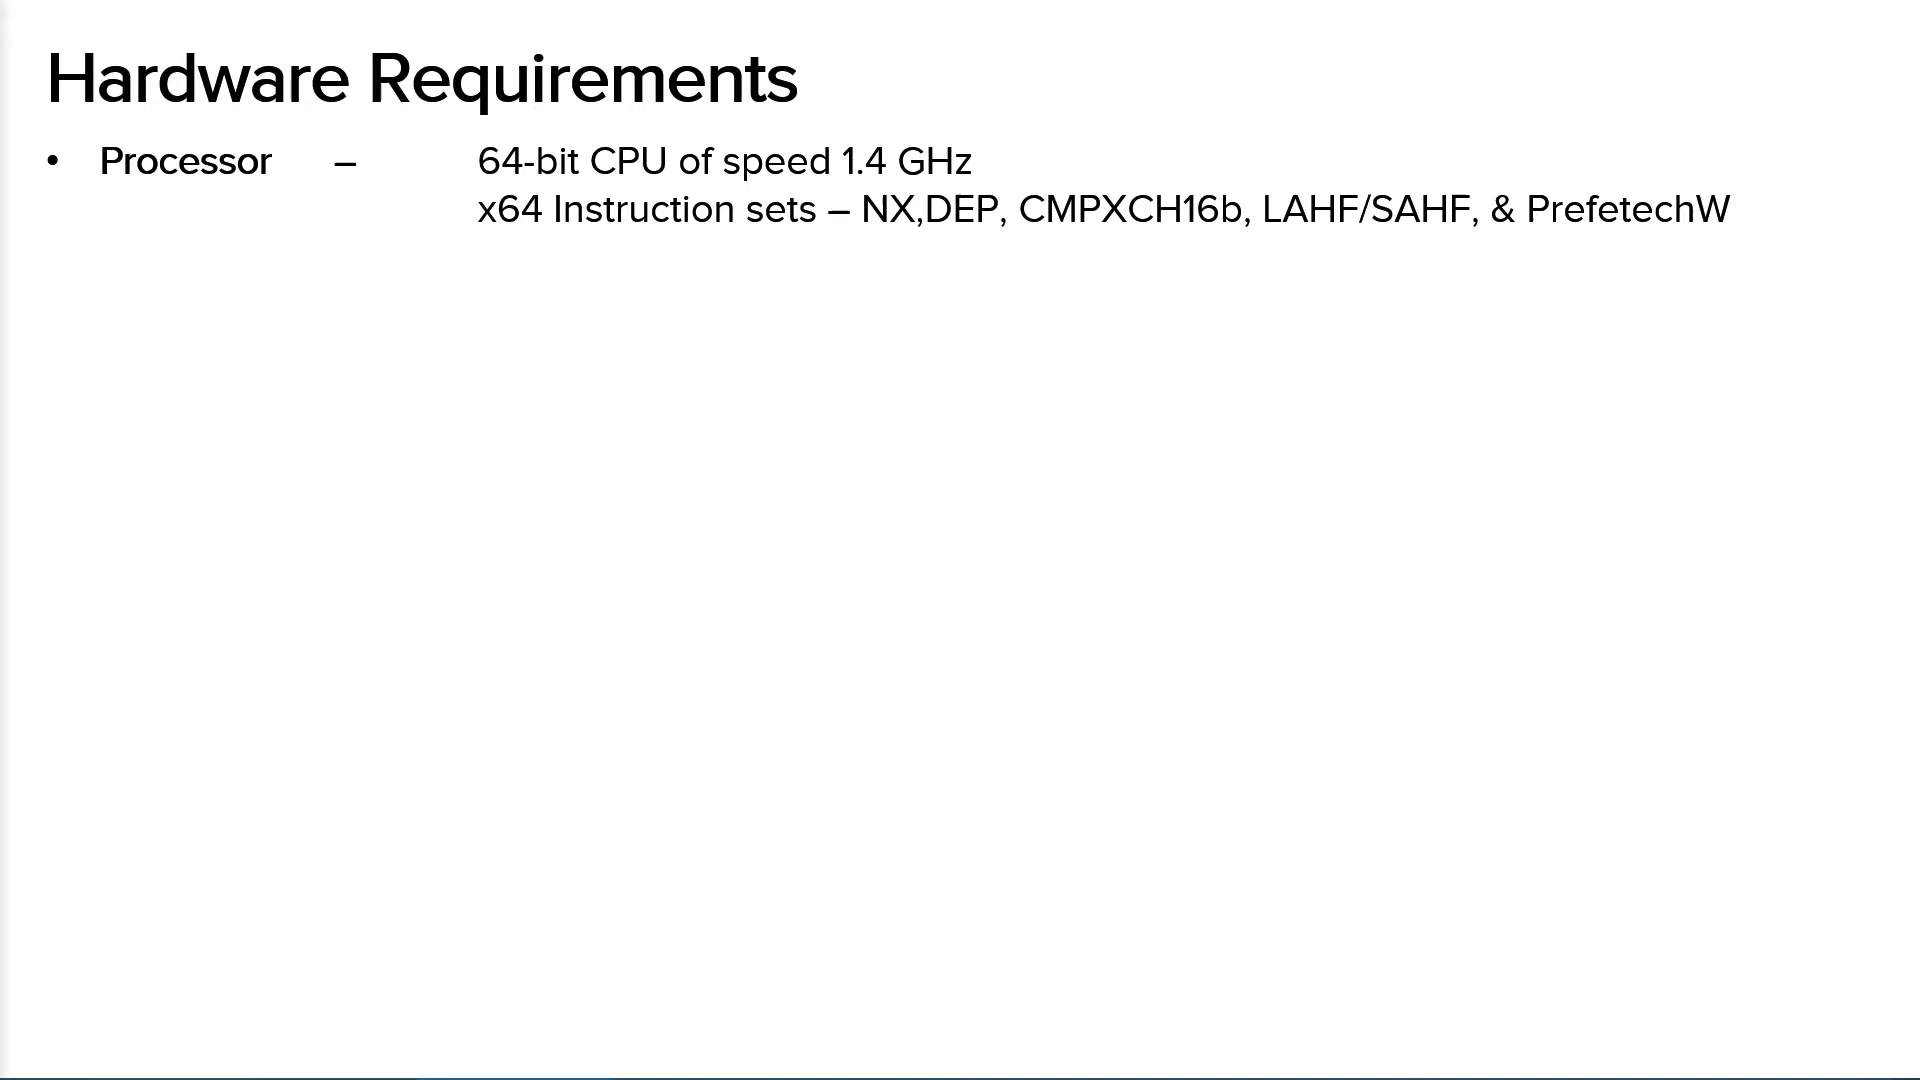 Hardware Requirements
• Processor – 64-bit CPU of speed 1.4 GHz
x64 Instruction sets – NX,DEP, CMPXCH16b, LAHF/SAHF, & PrefetechW